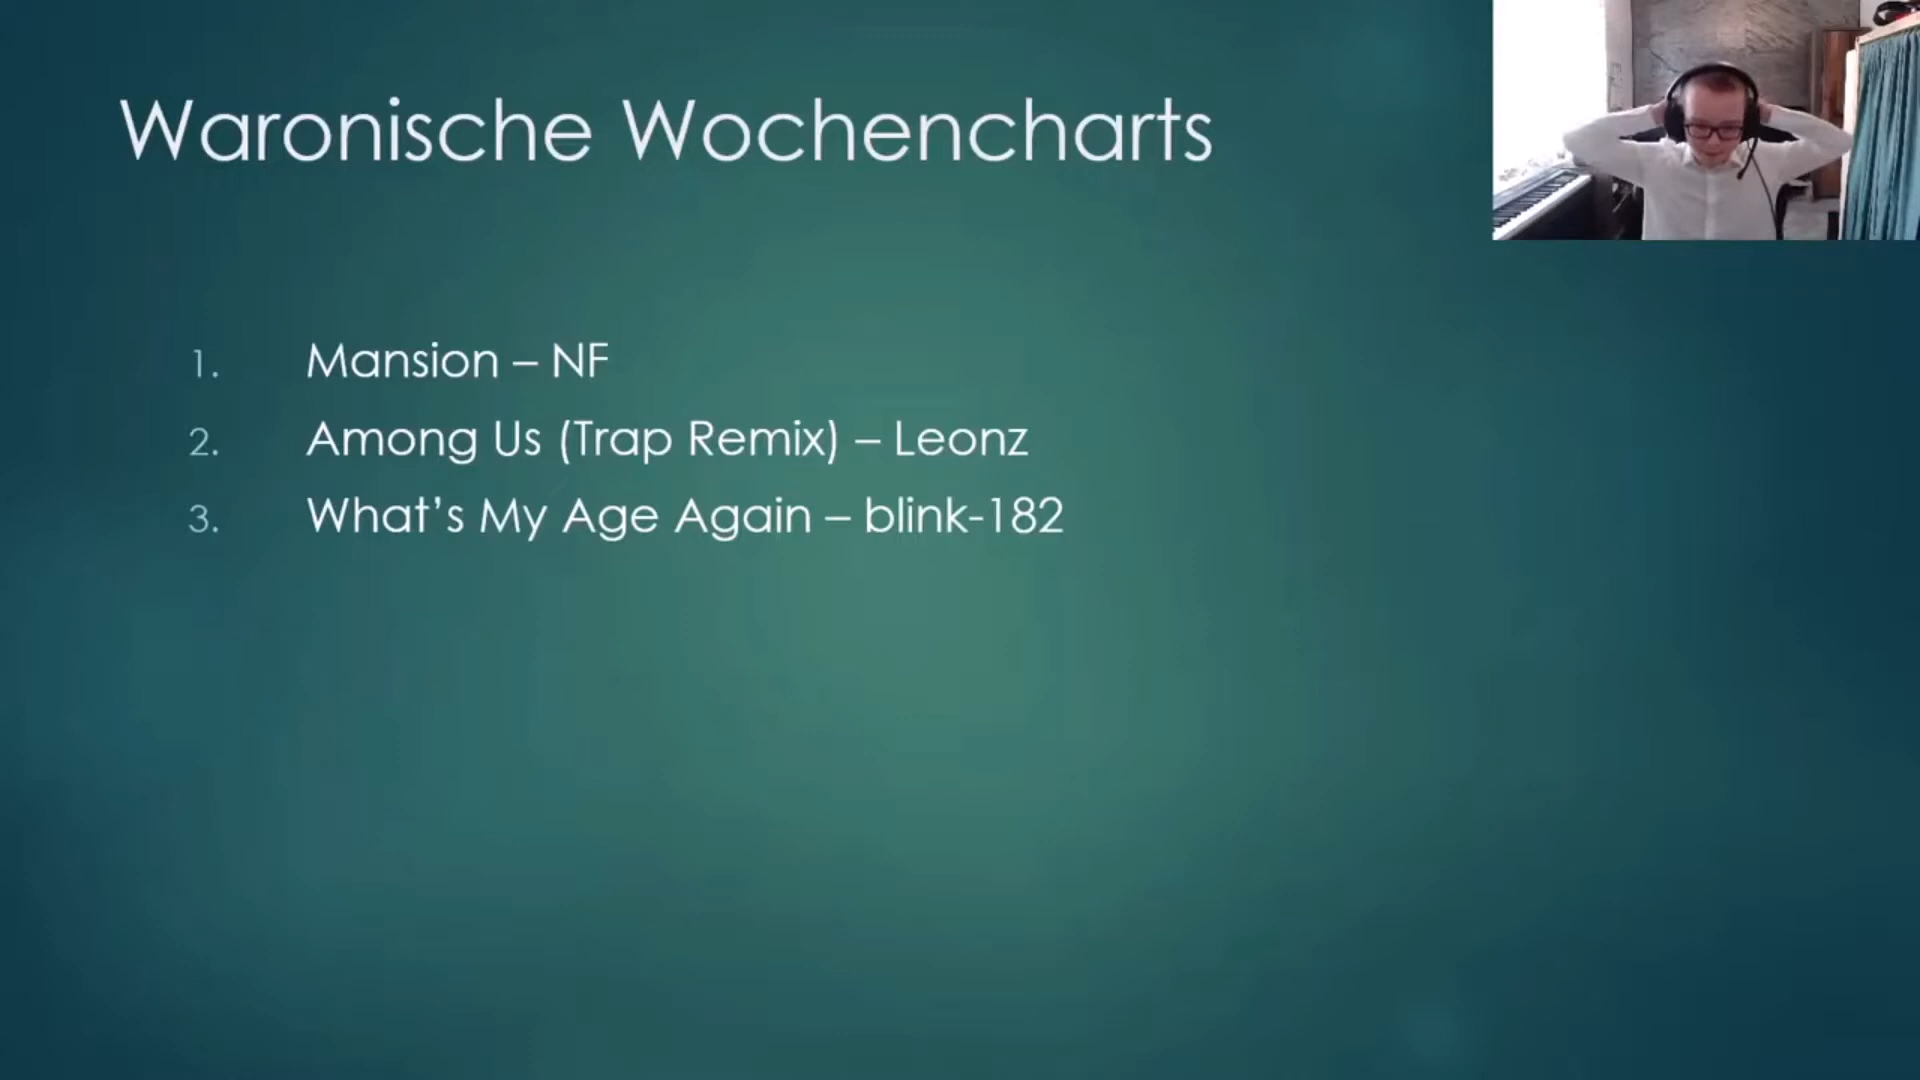 Waronische Wochencharts
1. Mansion – NF
2. Among Us (Trap Remix) – Leonz
3. What’s My Age Again – blink-182